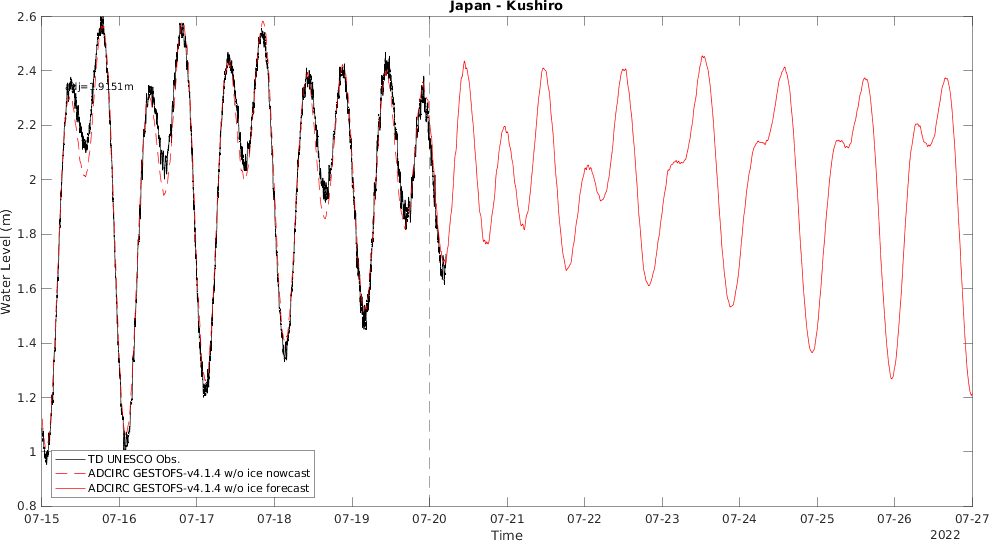 Japan - Kushiro
Water Level (m)
2.6
2.4
2.2
2
1.8
1.6
1.4
1.2
1
0.8
=1.9151m
TD UNESCO Obs.
ADCIRC GESTOFS-v4.1.4 w/o ice nowcast
ADCIRC GESTOFS-v4.1.4 w/o ice forecast
07-15 07-16 07-17 07-18 07-19 07-20 07-21 07-22 07-23 07-24 07-25 07-26 07-27
Time
2022